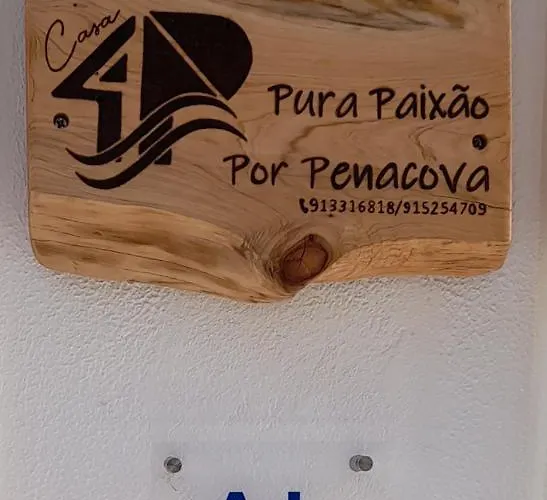 Casa
4P
Pura Paixão
Por Penacova
913316818/915254709